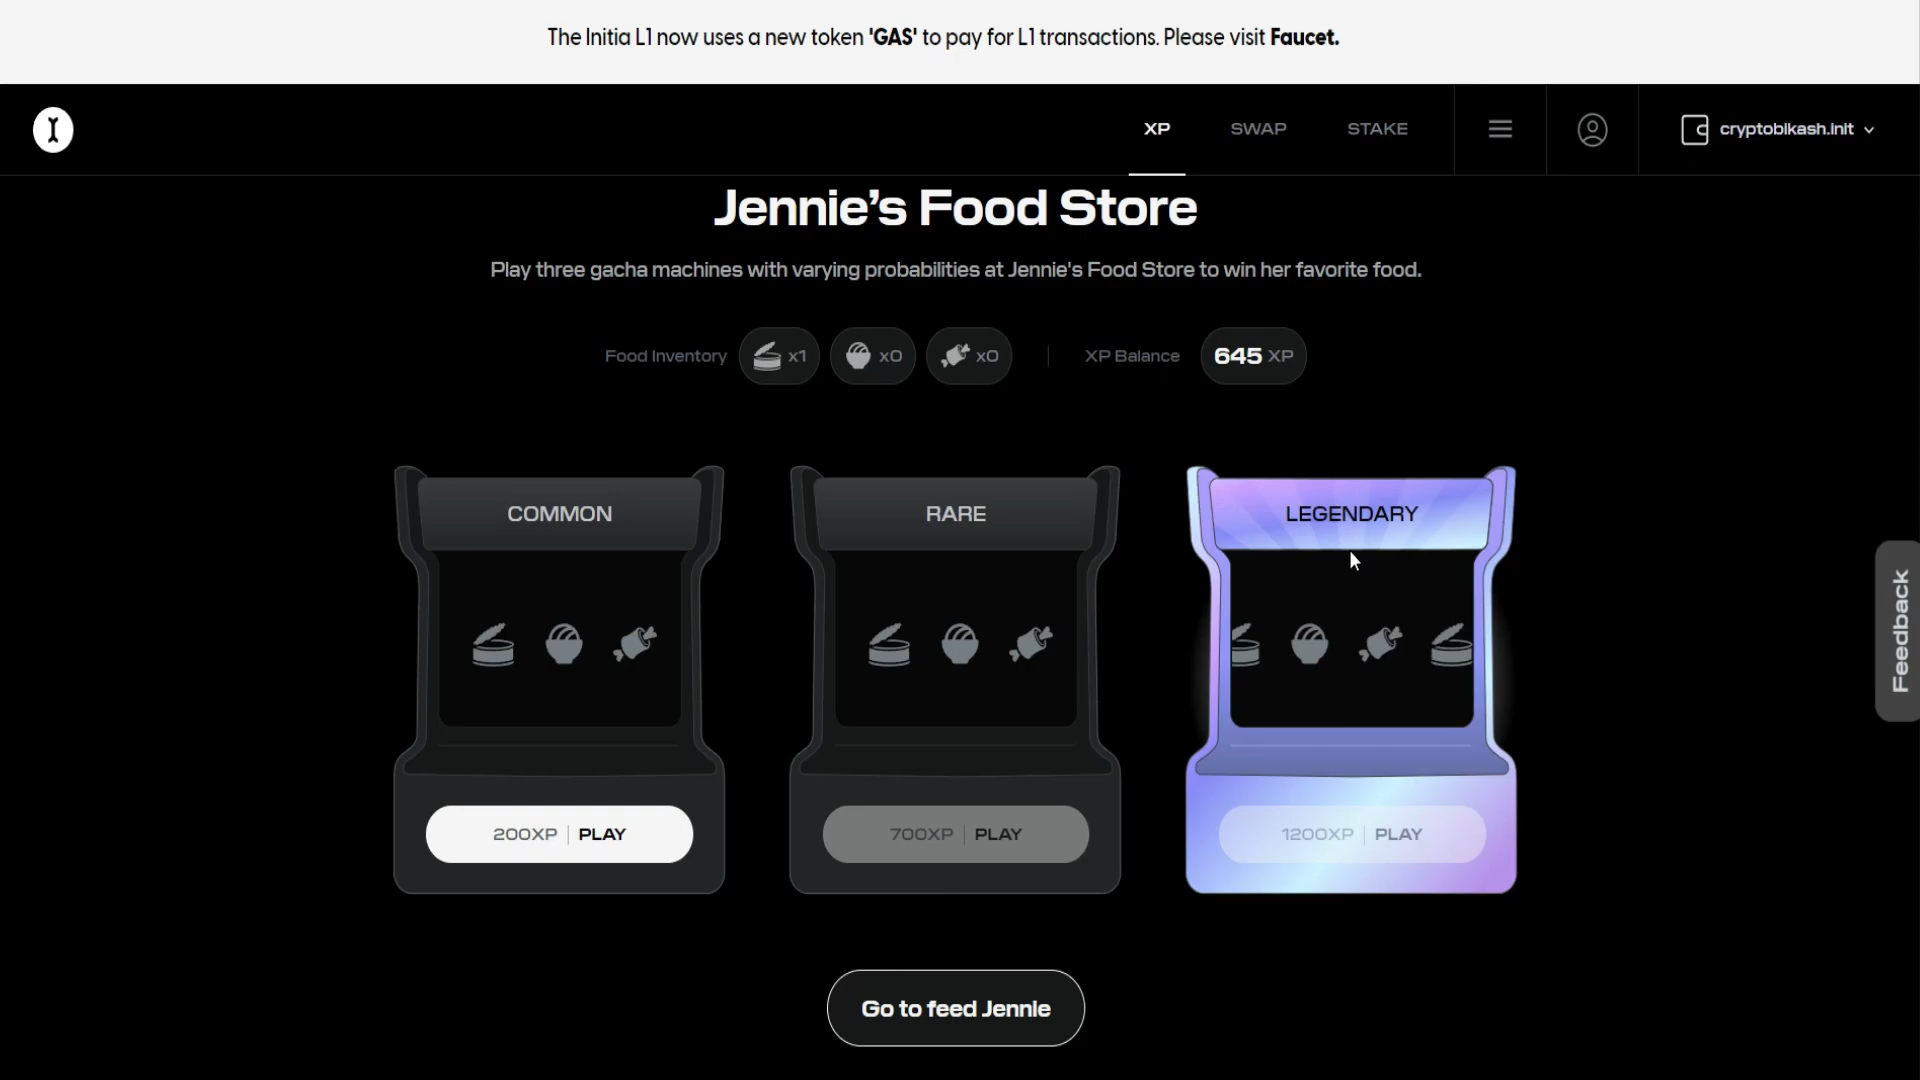 The Initia L1 now uses a new token 'GAS' to pay for L1 transactions. Please visit Faucet.
XP
SWAP
STAKE
cryptobikash.init
Jennie's Food Store
Play three gacha machines with varying probabilities at Jennie's Food Store to win her favorite food.
Food Inventory
x1
x0
x0
XP Balance
645 XP
COMMON
RARE
LEGENDARY
200XP | PLAY
700XP | PLAY
1200XP | PLAY
Feedback
Go to feed Jennie